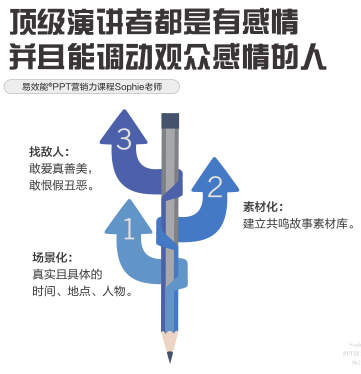 顶级演讲者都是有感情
并且能调动观众感情的人
易效能®PPT营销力课程Sophie老师
3
找敌人：
敢爱真善美，
敢恨假丑恶。
2
素材化：
建立共鸣故事素材库。
1
场景化：
真实且具体的
时间、地点、人物。